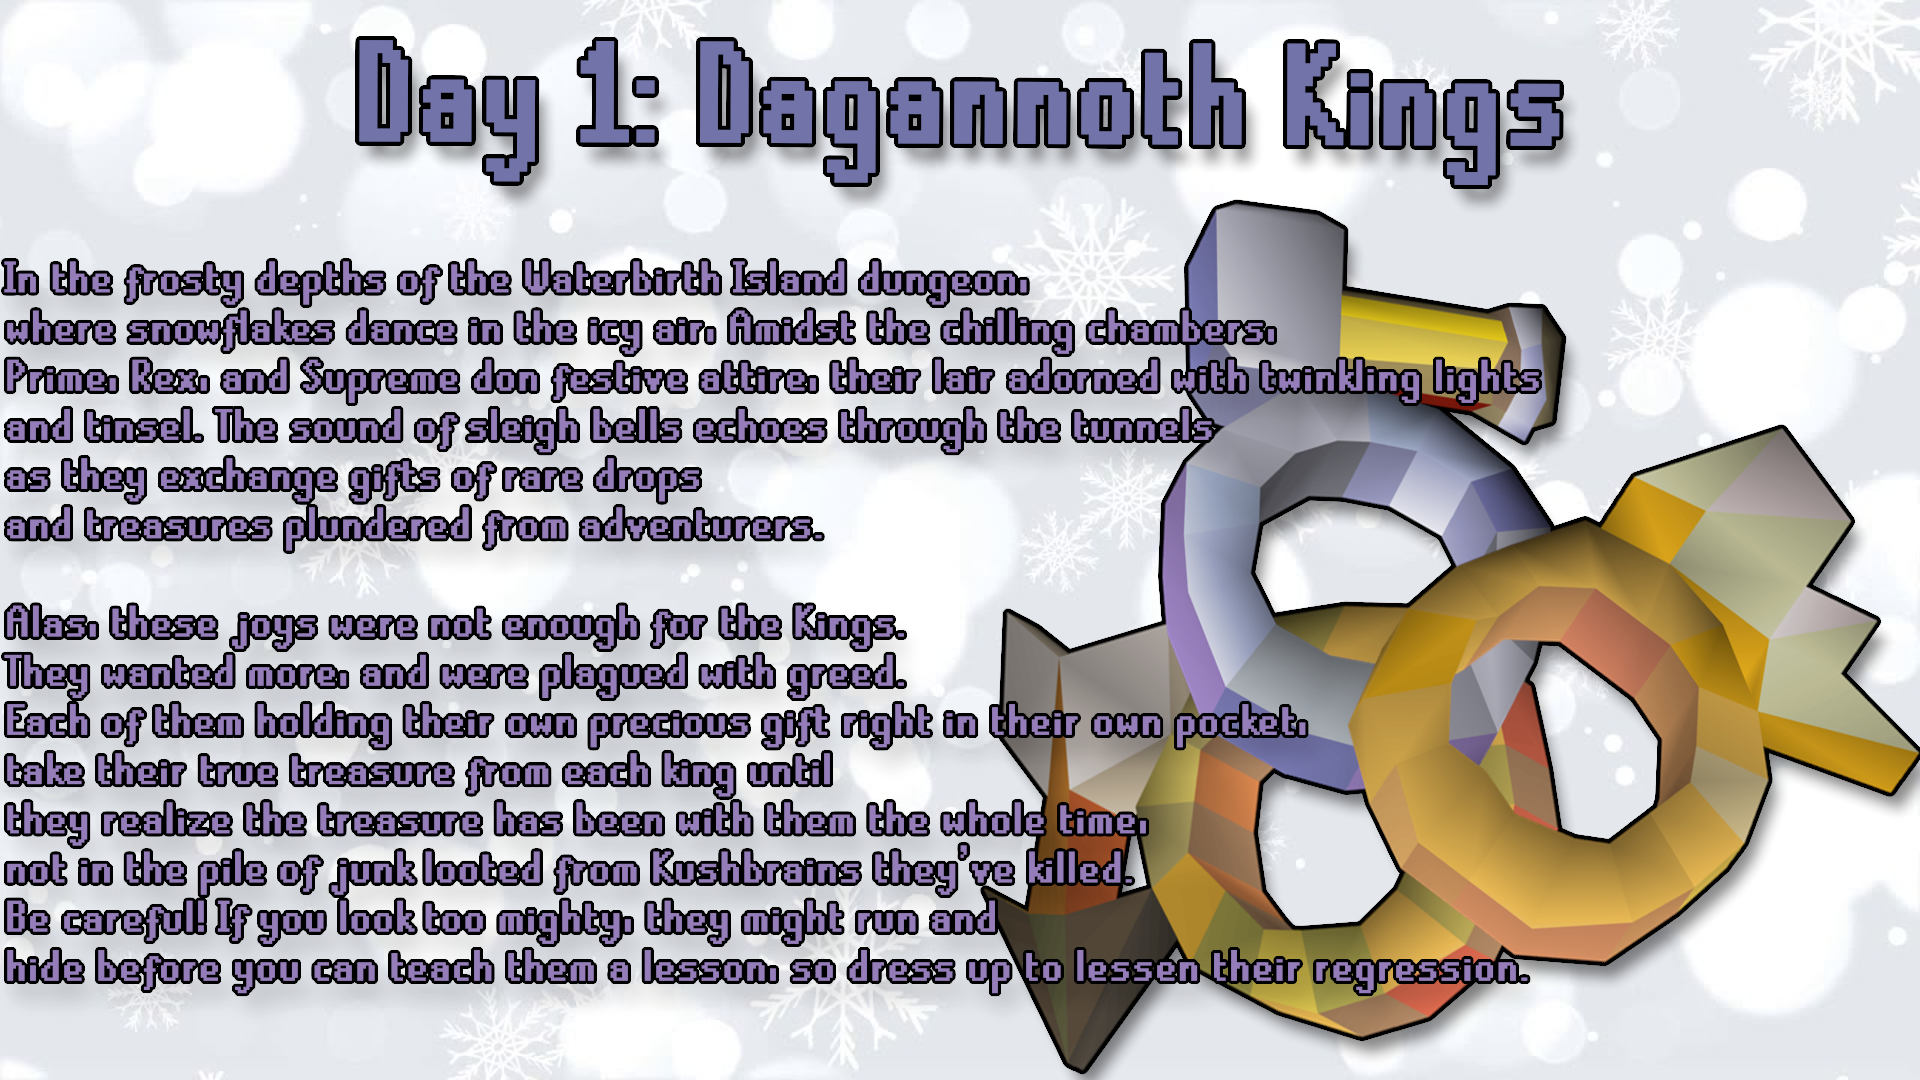 Day 1: Dagannoth Kings
In the frosty depths of the Waterbirth Island dungeon,
where snowflakes dance in the icy air, Amidst the chilling chambers,
Prime, Rex, and Supreme don festive attire, their lair adorned with twinkling lights
and tinsel. The sound of sleigh bells echoes through the tunnels
as they exchange gifts of rare drops
and treasures plundered from adventurers.
Alas, these joys were not enough for the Kings.
They wanted more, and were plagued with greed.
Each of them holding their own precious gift right in their own pocket,
take their true treasure from each king until
they realize the treasure has been with them the whole time,
not in the pile of junk looted from Kushbrains they've killed.
Be careful! If you look too mighty, they might run and
hide before you can teach them a lesson, so dress up to lessen their regression.